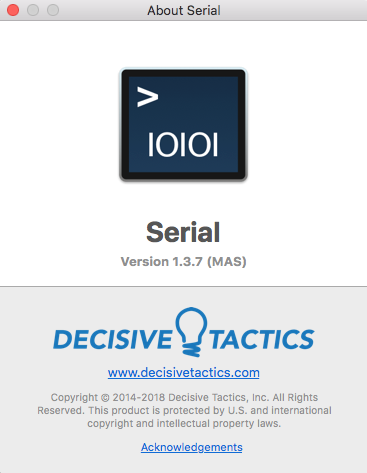 About Serial
>
IOIOI
Serial
Version 1.3.7 (MAS)
DECISIVE TACTICS
www.decisivetactics.com
Copyright © 2014-2018 Decisive Tactics, Inc. All Rights
Reserved. This product is protected by U.S. and international
copyright and intellectual property laws.
Acknowledgements